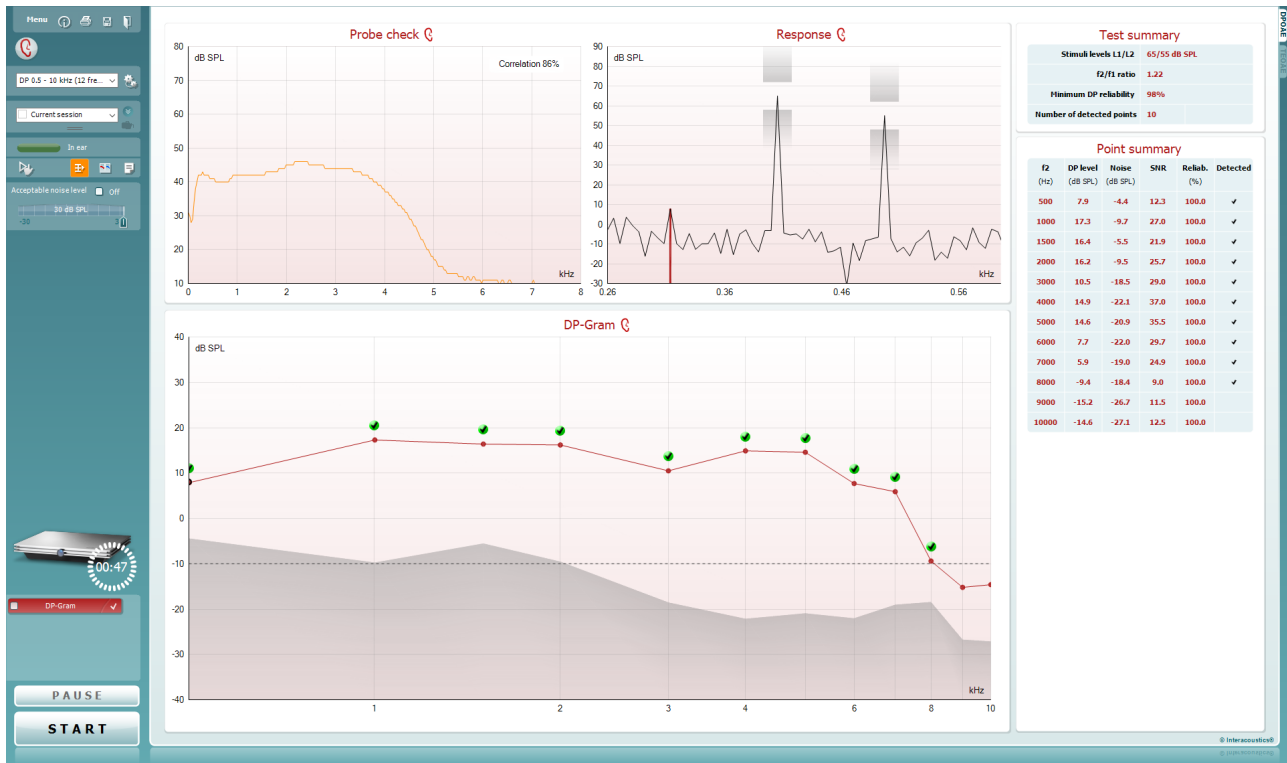 Menu
DP 0.5 - 10 kHz (12 fre...
Current session
In ear
Acceptable noise level Off
30 dB SPL
-30 3
00:47
DP-Gram
PAUSE
START
Probe check
dB SPL
Correlation 86%
80
70
60
50
40
30
20
10
kHz
0 1 2 3 4 5 6 7 8
Response
dB SPL
90
80
70
60
50
40
30
20
10
0
-10
-20
-30
kHz
0.26 0.36 0.46 0.56
DP-Gram
dB SPL
40
30
20
10
0
-10
-20
-30
-40
kHz
1 2 3 4 6 8 10
Test summary
Stimuli levels L1/L2 65/55 dB SPL
f2/f1 ratio 1.22
Minimum DP reliability 98%
Number of detected points 10
Point summary
f2 DP level Noise SNR Reliab. Detected
(Hz) (dB SPL) (dB SPL) (%)
500 7.9 -4.4 12.3 100.0 ✔
1000 17.3 -9.7 27.0 100.0 ✔
1500 16.4 -5.5 21.9 100.0 ✔
2000 16.2 -9.5 25.7 100.0 ✔
3000 10.5 -18.5 29.0 100.0 ✔
4000 14.9 -22.1 37.0 100.0 ✔
5000 14.6 -20.9 35.5 100.0 ✔
6000 7.7 -22.0 29.7 100.0 ✔
7000 5.9 -19.0 24.9 100.0 ✔
8000 -9.4 -18.4 9.0 100.0 ✔
9000 -15.2 -26.7 11.5 100.0
10000 -14.6 -27.1 12.5 100.0
DPOAE
TEOAE
© Interacoustics®